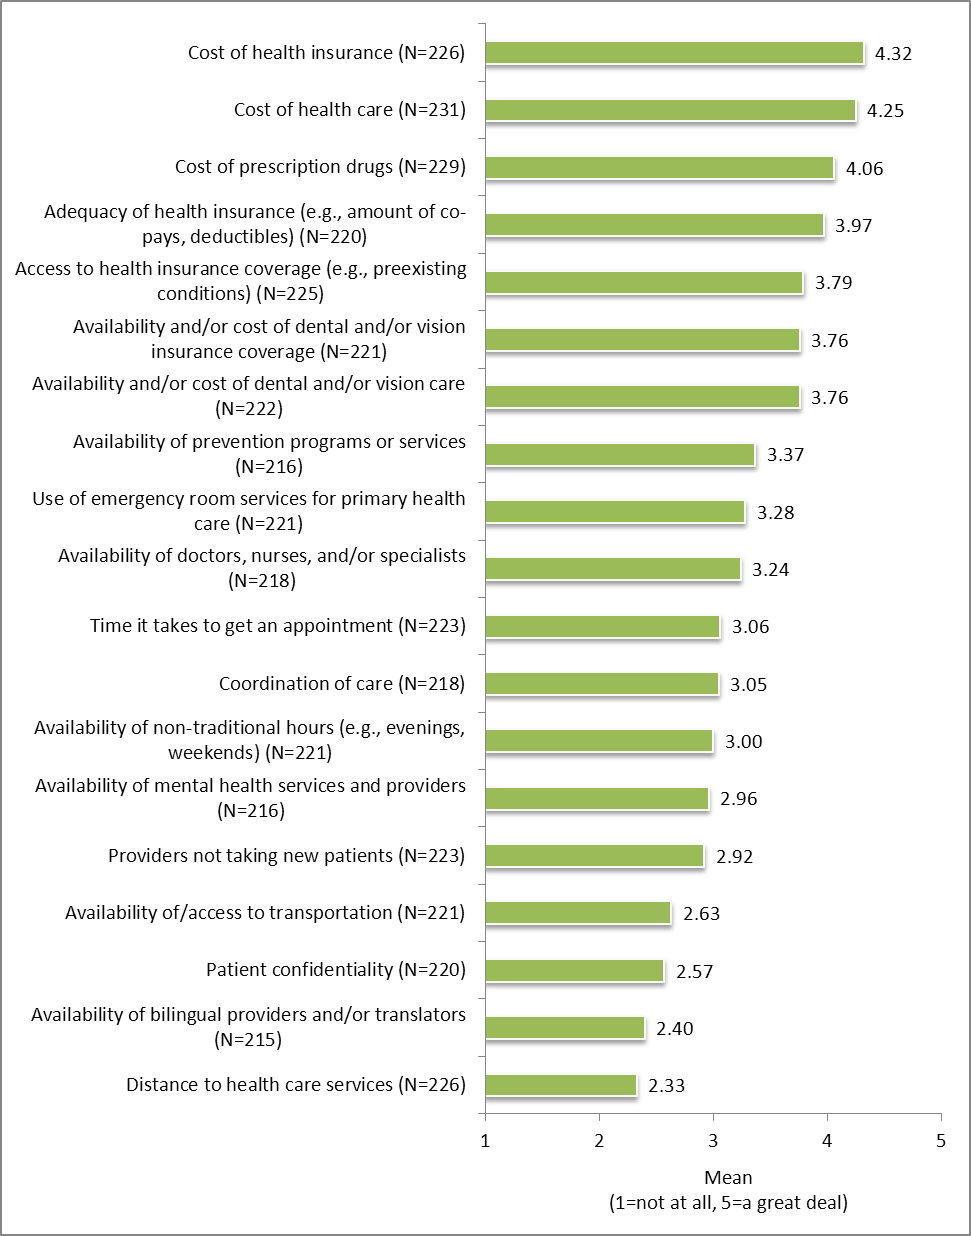 Cost of health insurance (N=226)
4.32
Cost of health care (N=231)
4.25
Cost of prescription drugs (N=229)
4.06
Adequacy of health insurance (e.g., amount of co-
pays, deductibles) (N=220)
3.97
Access to health insurance coverage (e.g., preexisting
conditions) (N=225)
3.79
Availability and/or cost of dental and/or vision
insurance coverage (N=221)
3.76
Availability and/or cost of dental and/or vision care
(N=222)
3.76
Availability of prevention programs or services
(N=216)
3.37
Use of emergency room services for primary health
care (N=221)
3.28
Availability of doctors, nurses, and/or specialists
(N=218)
3.24
Time it takes to get an appointment (N=223)
3.06
Coordination of care (N=218)
3.05
Availability of non-traditional hours (e.g., evenings,
weekends) (N=221)
3.00
Availability of mental health services and providers
(N=216)
2.96
Providers not taking new patients (N=223)
2.92
Availability of/access to transportation (N=221)
2.63
Patient confidentiality (N=220)
2.57
Availability of bilingual providers and/or translators
(N=215)
2.40
Distance to health care services (N=226)
2.33
1 2 3 4 5
Mean
(1=not at all, 5=a great deal)